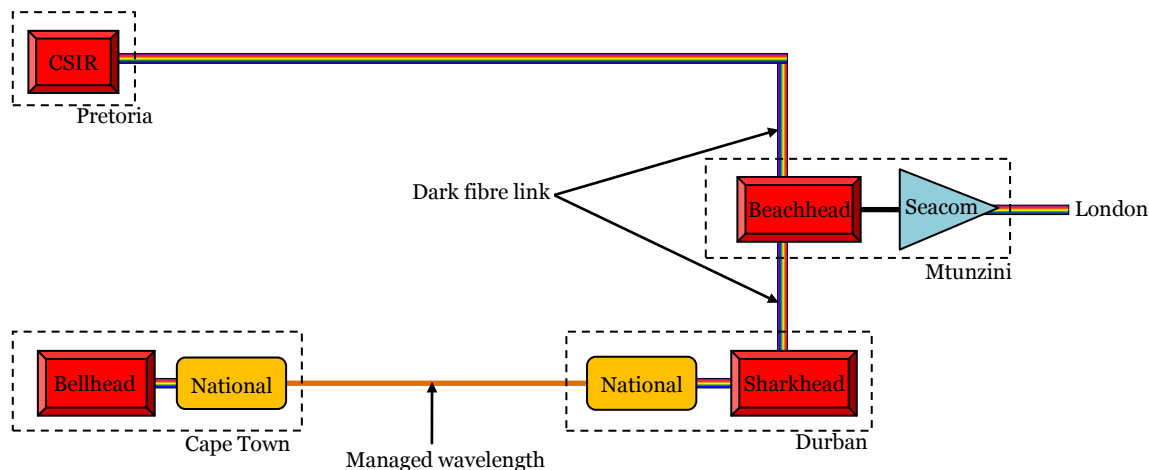 CSIR
Pretoria
Dark fibre link
Beachhead
Seacom
London
Mtunzini
Bellhead
National
National
Sharkhead
Cape Town
Durban
Managed wavelength